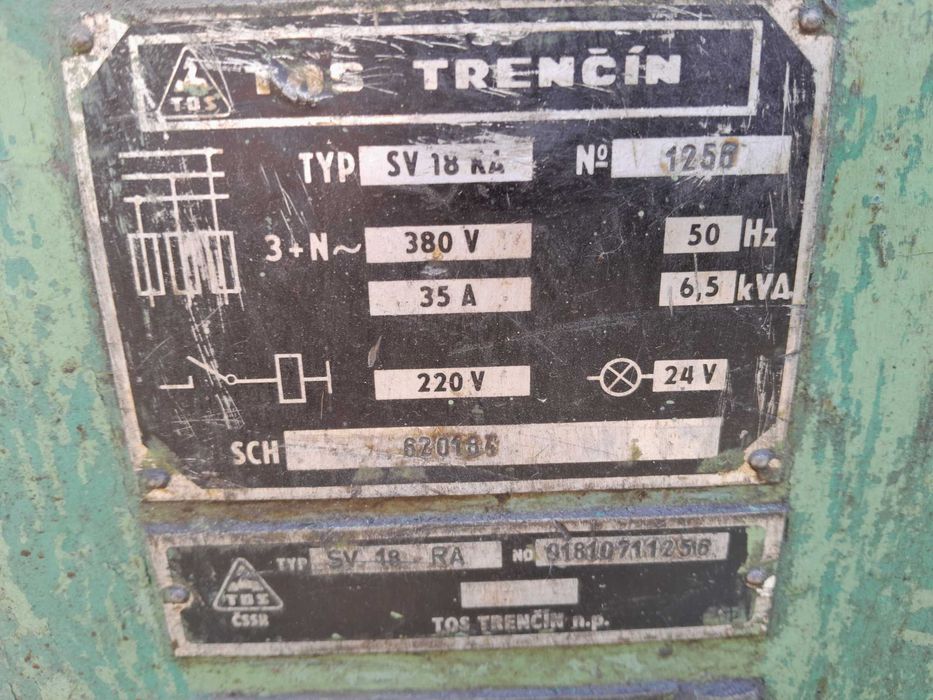 TOS TOS TRENČÍN
TYP SV 18 RA Nº 1256
3+N~ 380 V 50 Hz
35 A 6,5 kVA
220 V 24 V
SCH 620186
TYP SV 18 RA NO 91810711256
TOS
ČSSR
TOS TRENČÍN n.p.